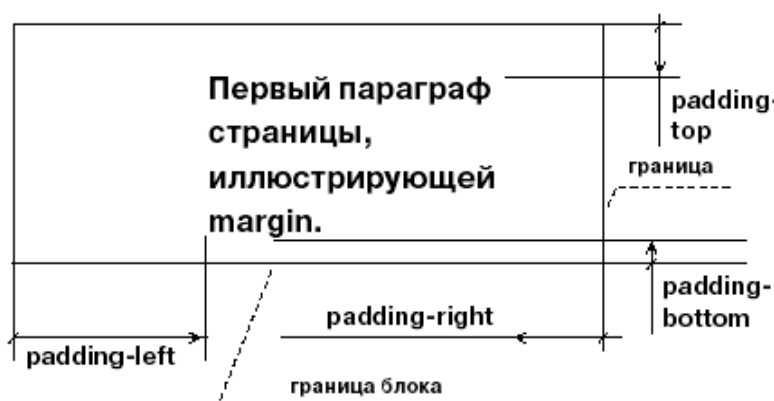 Первый параграф
страницы,
иллюстрирующей
margin.
padding-
top
граница
padding-
bottom
padding-right
padding-left
граница блока